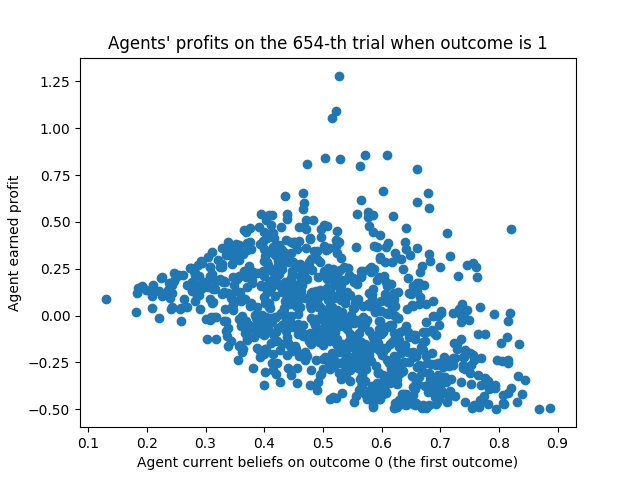 Agents' profits on the 654-th trial when outcome is 1
1.25
1.00
0.75
0.50
0.25
0.00
−0.25
−0.50
Agent earned profit
0.1 0.2 0.3 0.4 0.5 0.6 0.7 0.8 0.9
Agent current beliefs on outcome 0 (the first outcome)